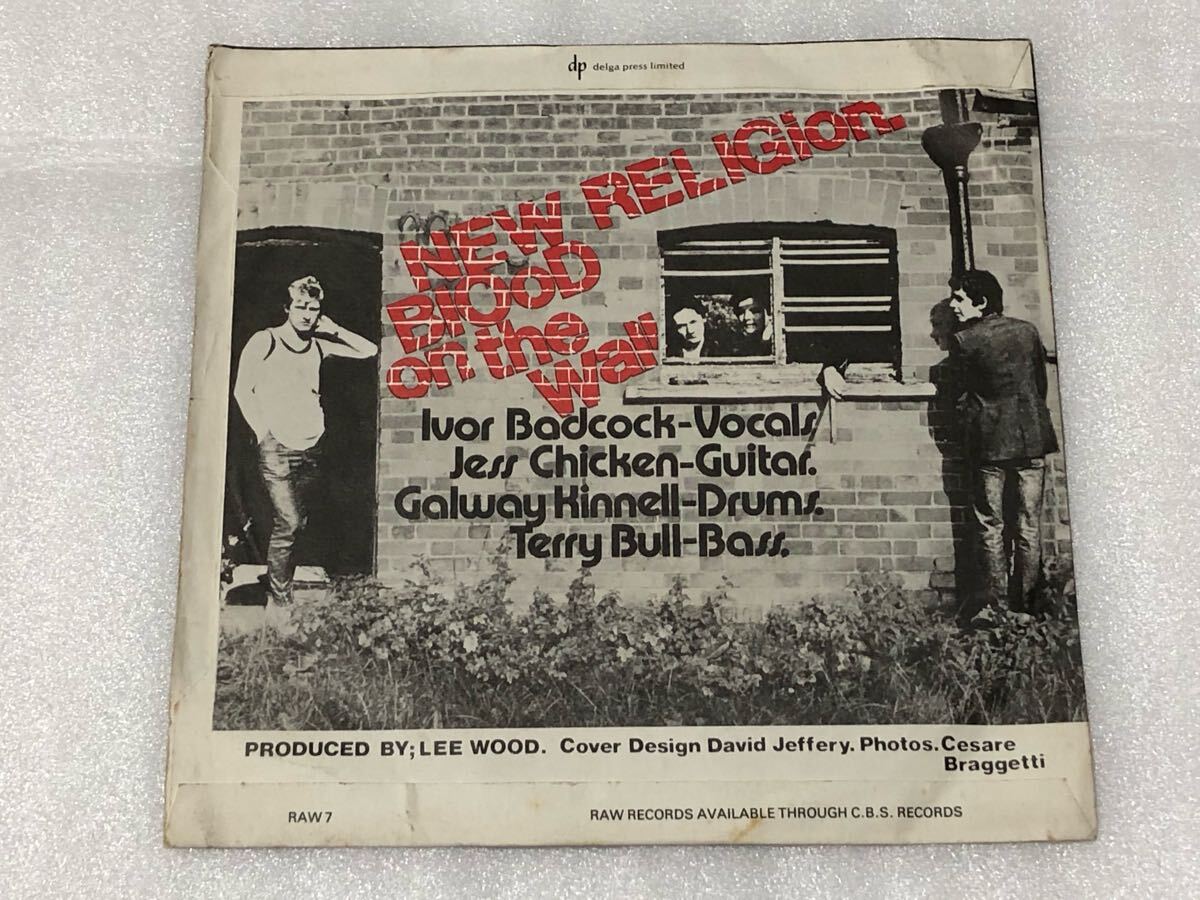 dp delga press limited
NEW RELIGion.
BlOoD
on the
Wall
Ivor Badcock-Vocals
Jess Chicken-Guitar.
Galway Kinnell-Drums.
Terry Bull-Bass.
PRODUCED BY; LEE WOOD. Cover Design David Jeffery. Photos. Cesare
Braggetti
RAW 7
RAW RECORDS AVAILABLE THROUGH C.B.S. RECORDS